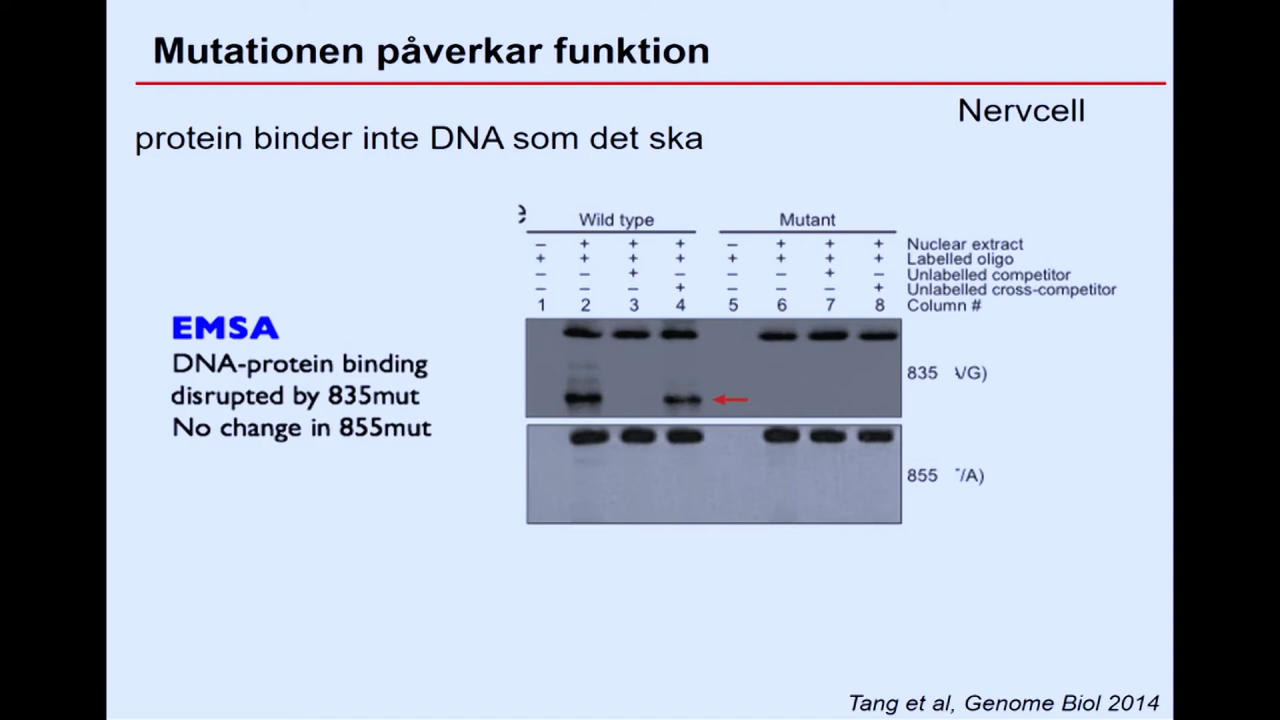 Mutationen påverkar funktion
Nervcell
protein binder inte DNA som det ska
e
Wild type Mutant
– + + + – + + + Nuclear extract
+ + + + + + + + Labelled oligo
– – + – – – + – Unlabelled competitor
– – – + – – – + Unlabelled cross-competitor
1 2 3 4 5 6 7 8 Column #
EMSA
DNA-protein binding
disrupted by 835mut
No change in 855mut
835 /G)
855 /A)
Tang et al, Genome Biol 2014